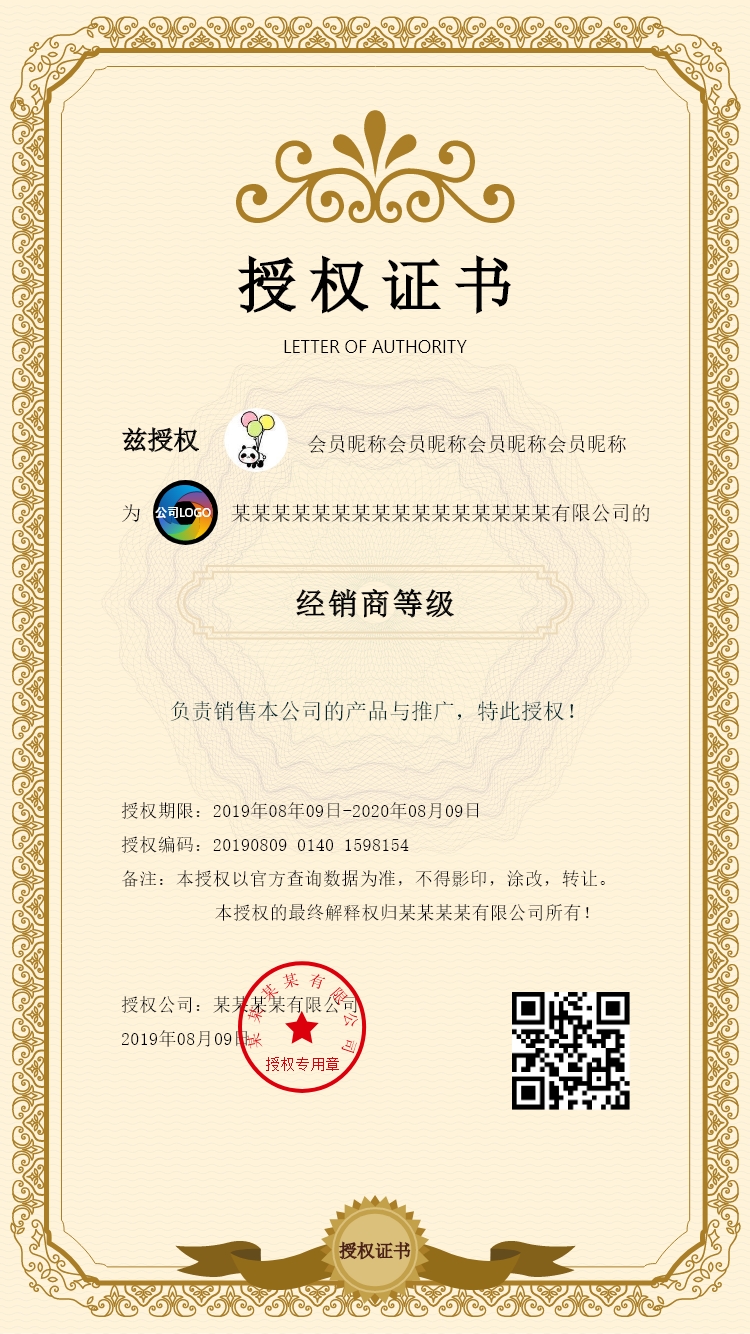 授权证书
LETTER OF AUTHORITY
兹授权 会员昵称会员昵称会员昵称会员昵称
为 公司LOGO 某某某某某某某某某某某某某某某某有限公司的
经销商等级
负责销售本公司的产品与推广，特此授权！
授权期限：2019年08年09日-2020年08月09日
授权编码：20190809 0140 1598154
备注：本授权以官方查询数据为准，不得影印，涂改，转让。
本授权的最终解释权归某某某某有限公司所有！
授权公司：某某某某有限公司
2019年08月09日
某某某某有限公司
授权专用章
授权证书